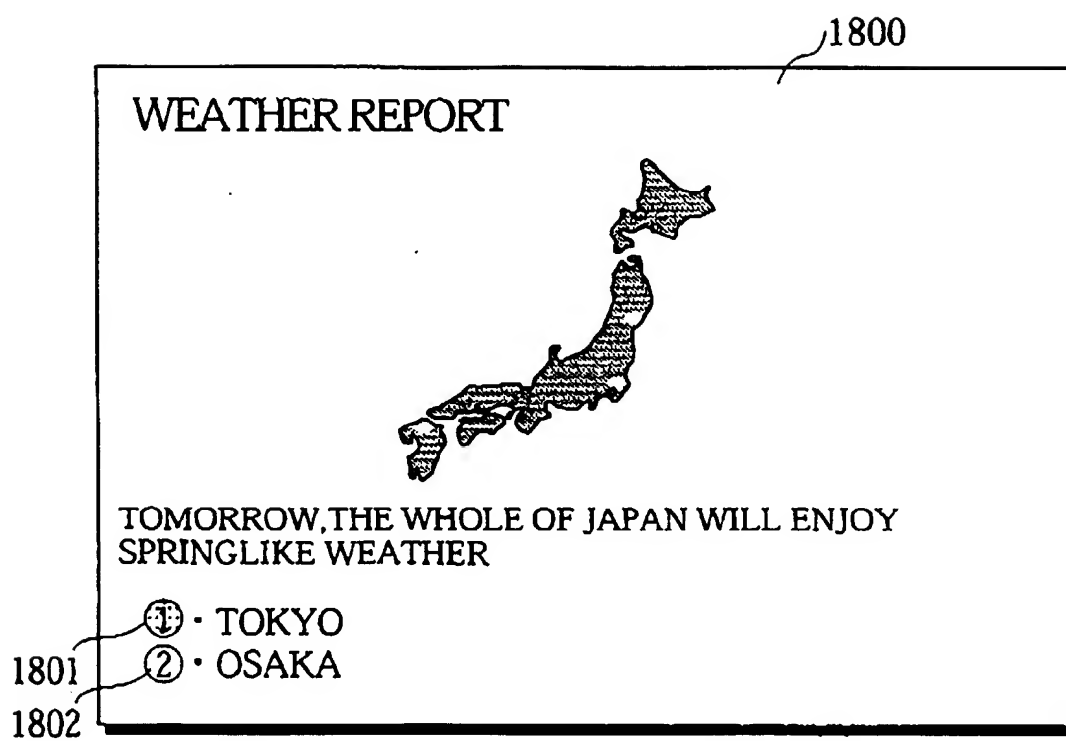 1800
WEATHER REPORT
TOMORROW,THE WHOLE OF JAPAN WILL ENJOY
SPRINGLIKE WEATHER
① · TOKYO
1801
② · OSAKA
1802